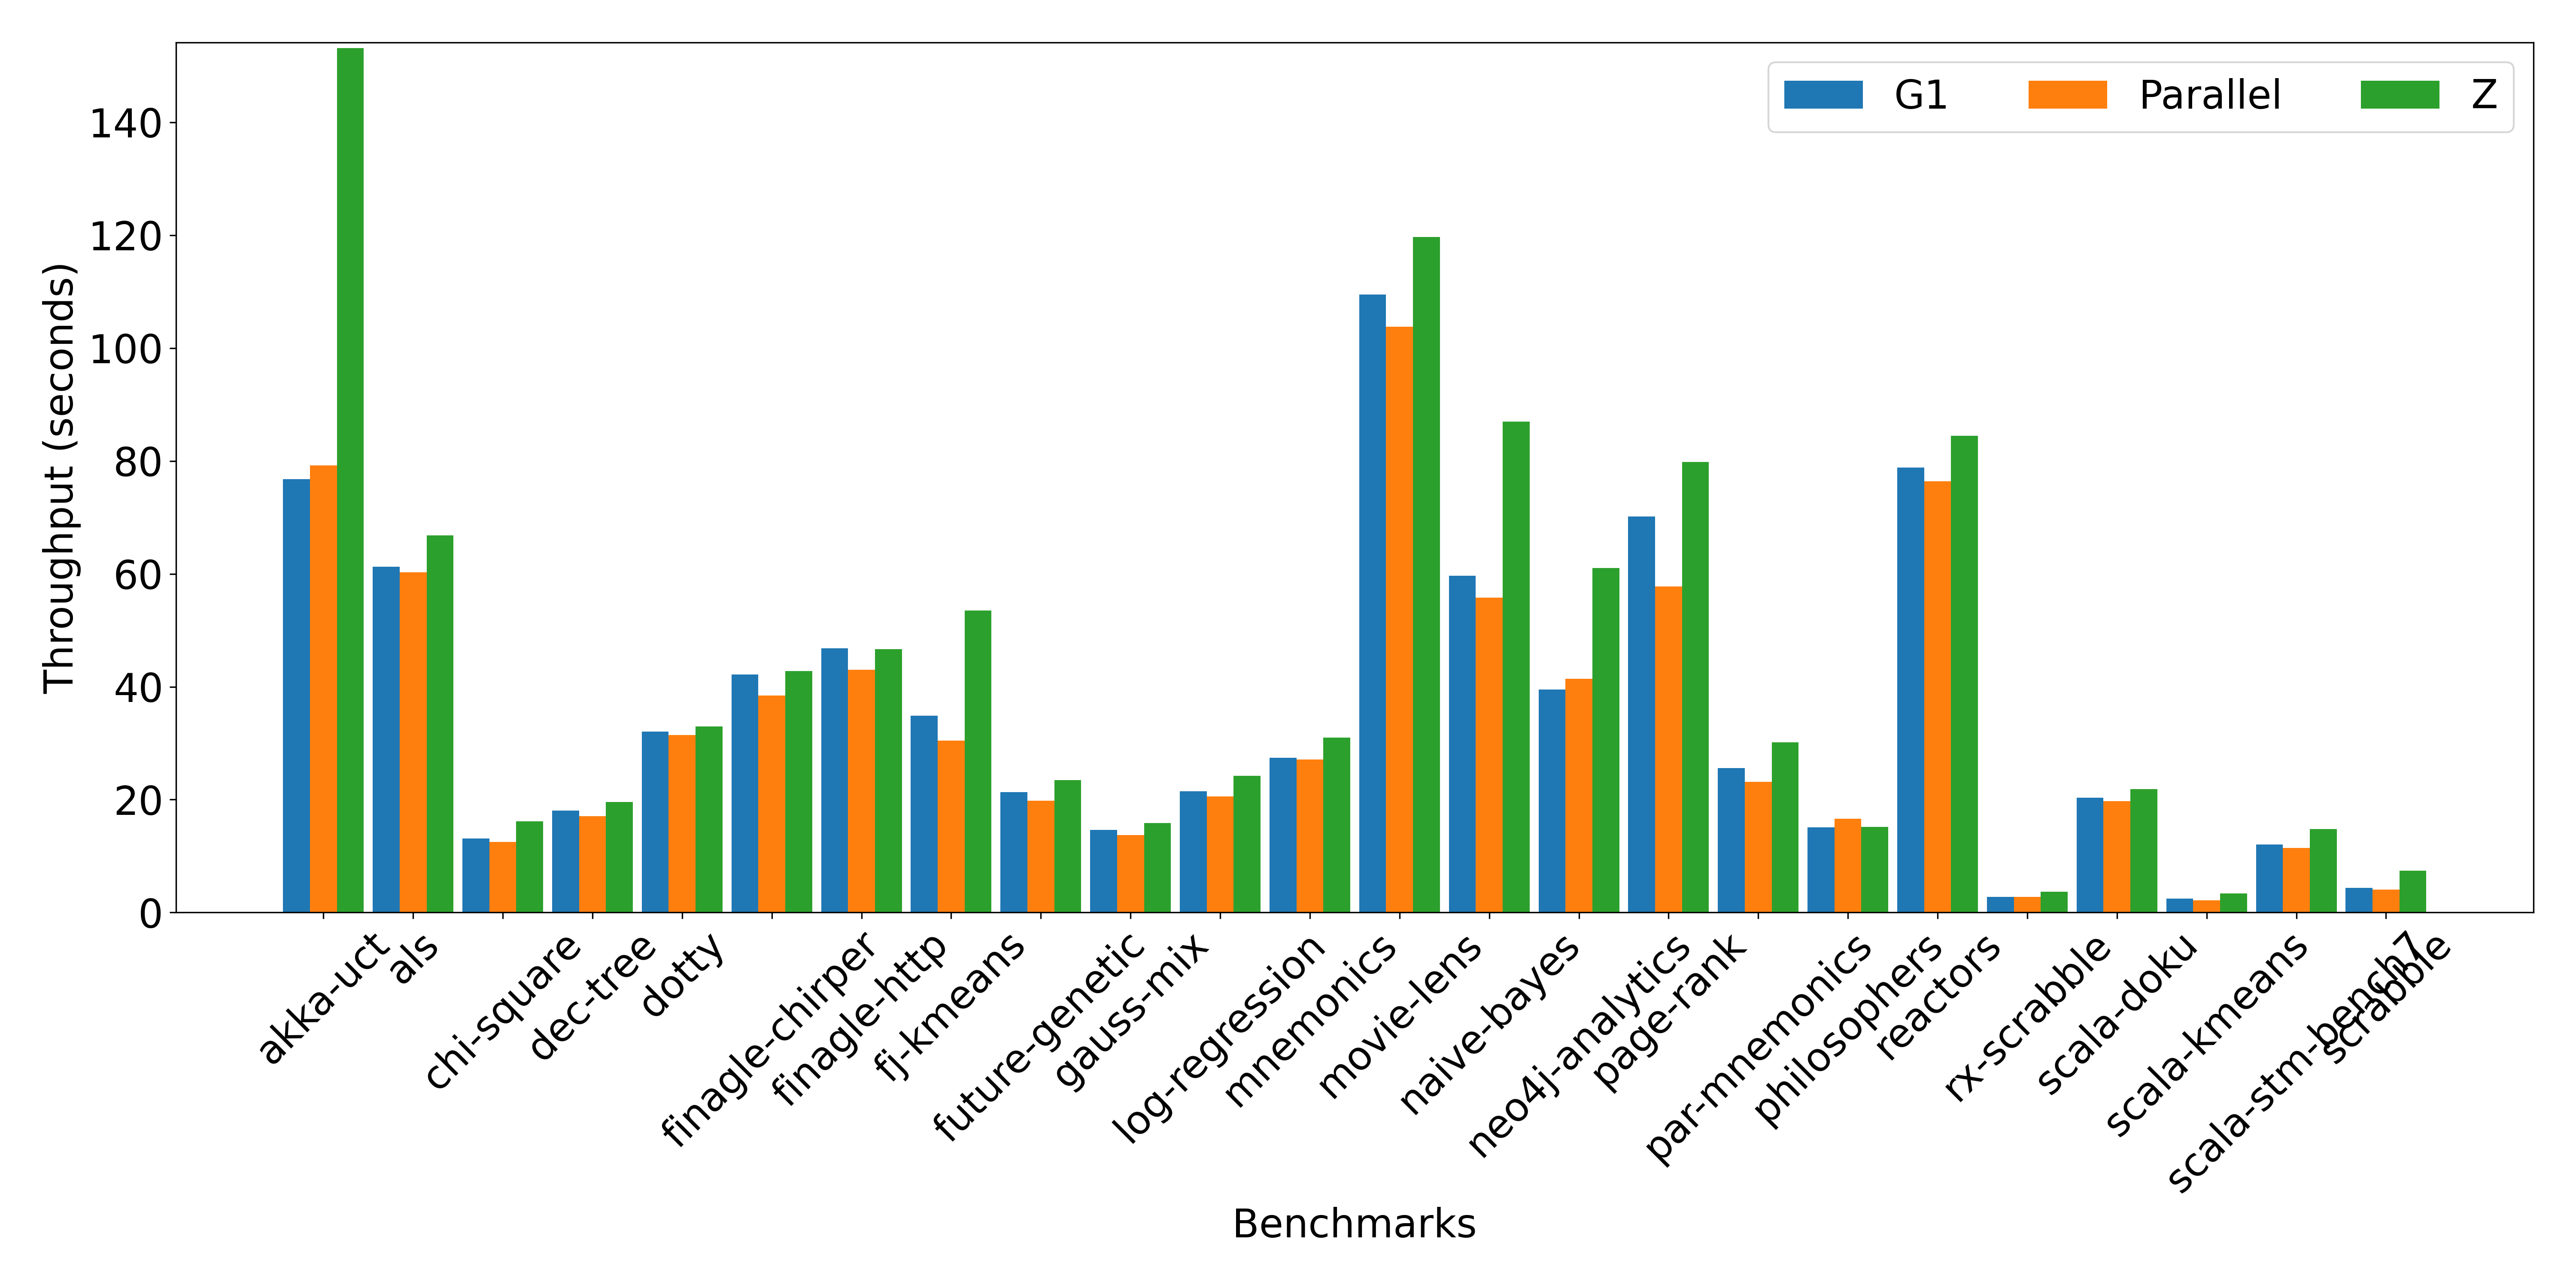 G1 Parallel Z
Throughput (seconds)
140
120
100
80
60
40
20
0
akka-uct
als
chi-square
dec-tree
dotty
finagle-chirper
finagle-http
fj-kmeans
future-genetic
gauss-mix
log-regression
mnemonics
movie-lens
naive-bayes
neo4j-analytics
page-rank
par-mnemonics
philosophers
reactors
rx-scrabble
scala-doku
scala-kmeans
scala-stm-bench7
scrabble
Benchmarks